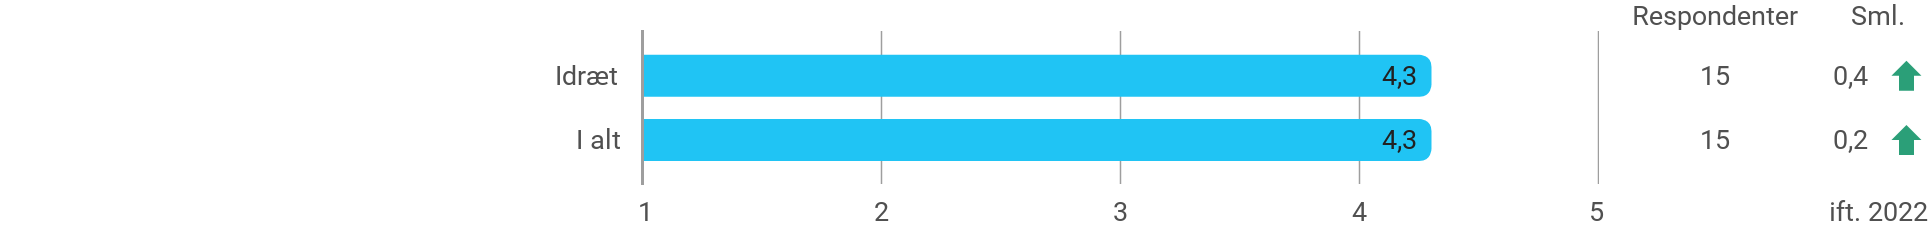 Respondenter Sml.
Idræt 4,3 15 0,4
I alt 4,3 15 0,2
1 2 3 4 5 ift. 2022